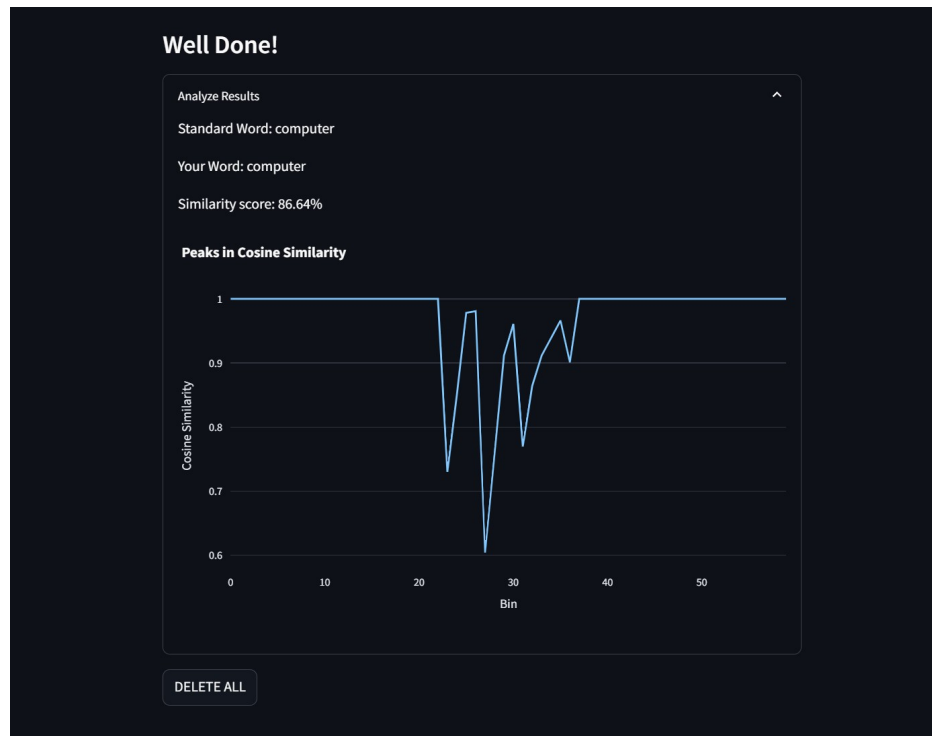 Well Done!
Analyze Results
Standard Word: computer
Your Word: computer
Similarity score: 86.64%
Peaks in Cosine Similarity
1
0.9
0.8
0.7
0.6
Cosine Similarity
0 10 20 30 40 50
Bin
DELETE ALL